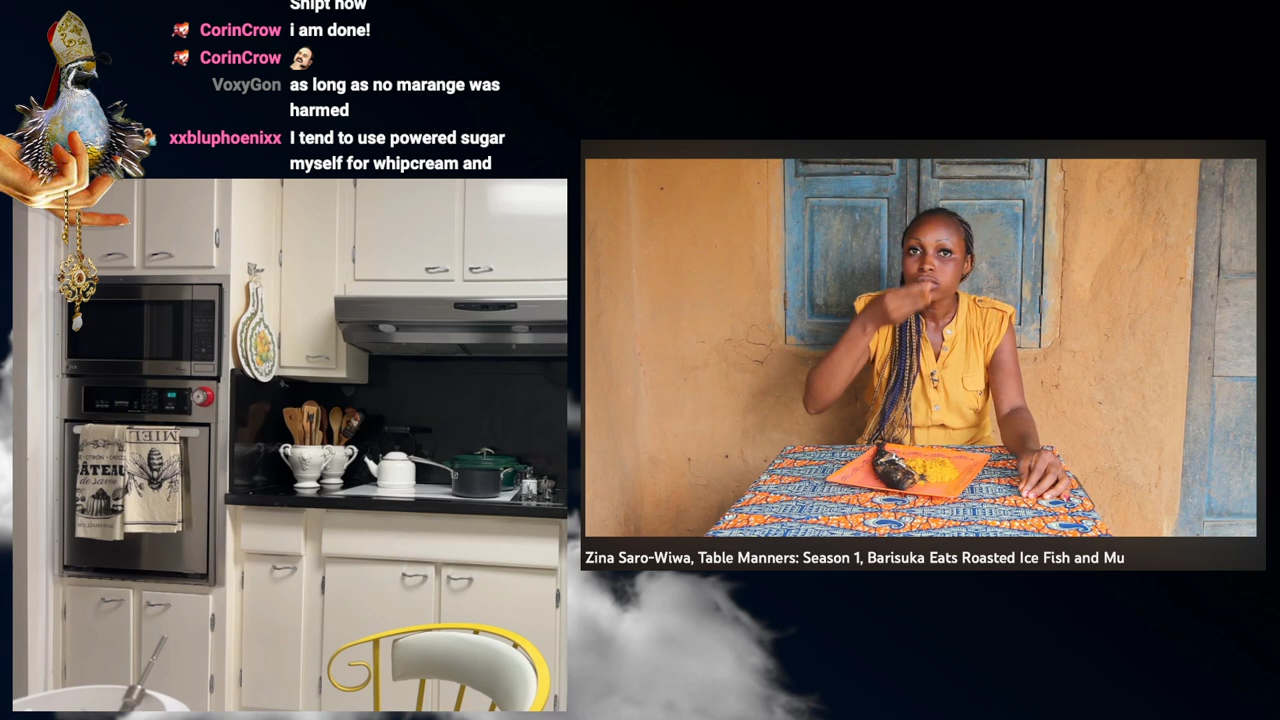 Shipt now
CorinCrow i am done!
CorinCrow
VoxyGon as long as no marange was
harmed
xxbluphoenixx I tend to use powered sugar
myself for whipcream and
MIEL
CITRON
GÂTEAU
de savoie
Zina Saro-Wiwa, Table Manners: Season 1, Barisuka Eats Roasted Ice Fish and Mu